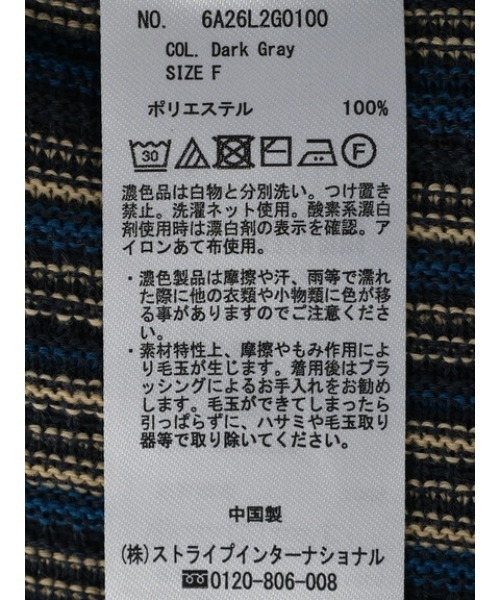 NO. 6A26L2G0100
COL. Dark Gray
SIZE F
ポリエステル 100%
30 F
濃色品は白物と分別洗い。つけ置き
禁止。洗濯ネット使用。酸素系漂白
剤使用時は漂白剤の表示を確認。ア
イロンあて布使用。
・濃色製品は摩擦や汗、雨等で濡れ
た際に他の衣類や小物類に色が移
る事がありますのでご注意くださ
い。
・素材特性上、摩擦やもみ作用によ
り毛玉が生じます。着用後はブラ
ッシングによるお手入れをお勧め
します。毛玉ができてしまったら
引っぱらずに、ハサミや毛玉取り
器等で取り除いてください。
中国製
(株)ストライプインターナショナル
0120-806-008